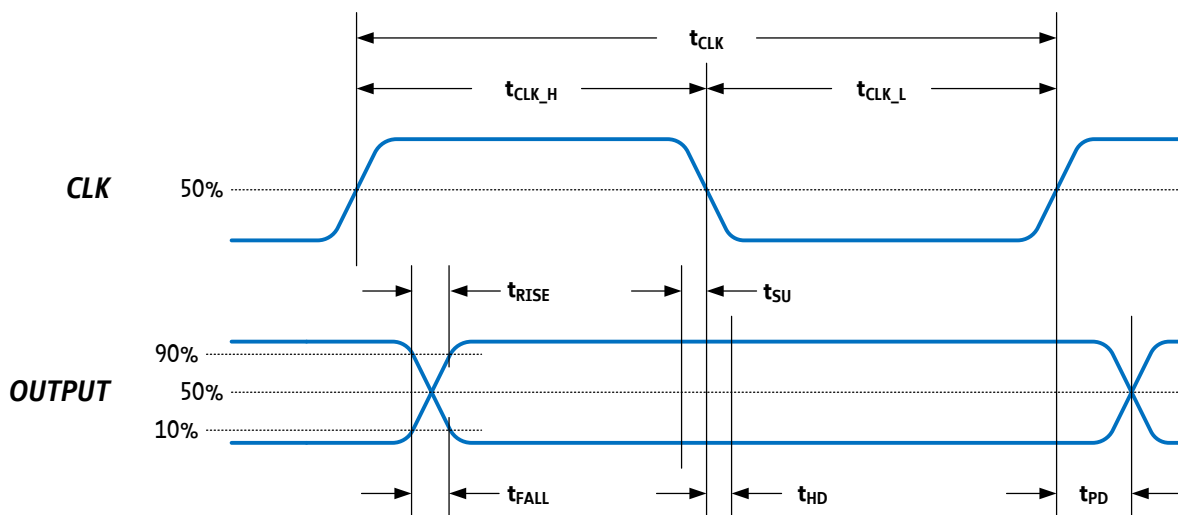 tCLK
tCLK_H
tCLK_L
CLK
50%
tRISE
tSU
90%
OUTPUT
50%
10%
tFALL
tHD
tPD